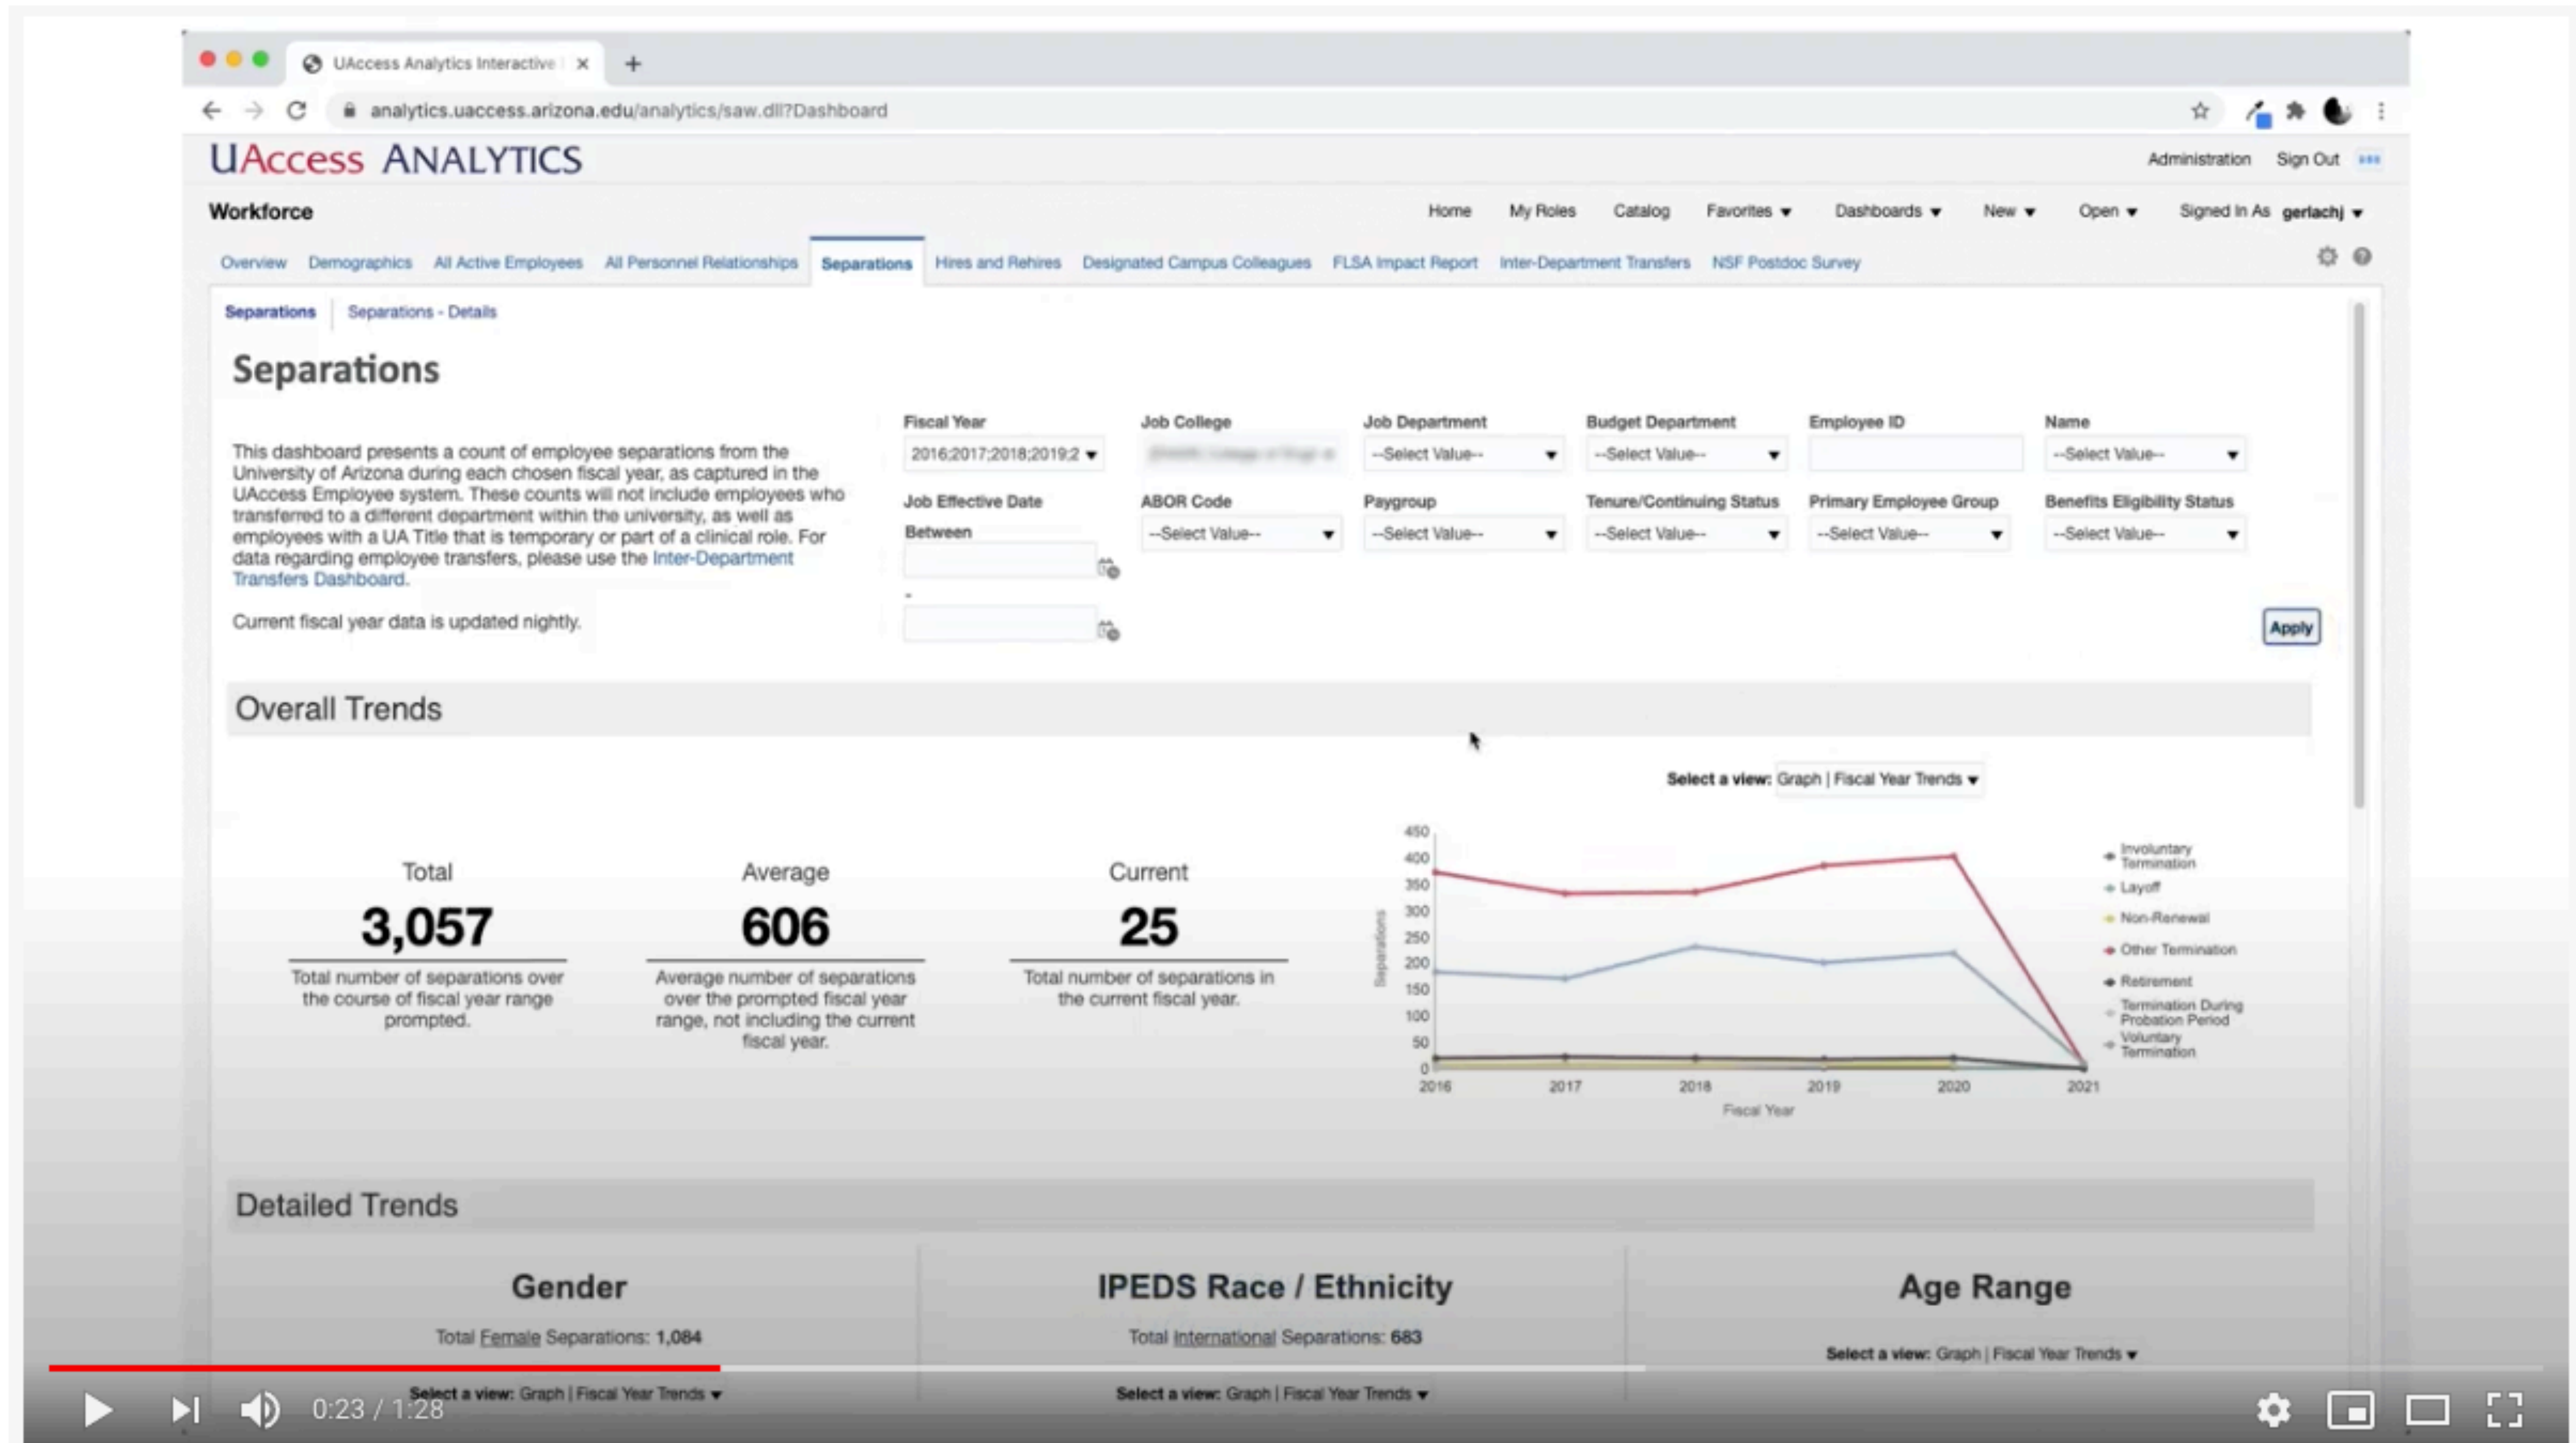 UAccess Analytics Interactive
analytics.uaccess.arizona.edu/analytics/saw.dll?Dashboard
UAccess ANALYTICS
Administration Sign Out
Workforce
Home My Roles Catalog Favorites Dashboards New Open Signed In As gerlachj
Overview Demographics All Active Employees All Personnel Relationships Separations Hires and Rehires Designated Campus Colleagues FLSA Impact Report Inter-Department Transfers NSF Postdoc Survey
Separations Separations - Details
Separations
This dashboard presents a count of employee separations from the
University of Arizona during each chosen fiscal year, as captured in the
UAccess Employee system. These counts will not include employees who
transferred to a different department within the university, as well as
employees with a UA Title that is temporary or part of a clinical role. For
data regarding employee transfers, please use the Inter-Department
Transfers Dashboard.
Current fiscal year data is updated nightly.
Fiscal Year Job College Job Department Budget Department Employee ID Name
2016;2017;2018;2019;2 --Select Value-- --Select Value-- --Select Value--
Job Effective Date ABOR Code Paygroup Tenure/Continuing Status Primary Employee Group Benefits Eligibility Status
Between
--Select Value-- --Select Value-- --Select Value-- --Select Value-- --Select Value--
-
Apply
Overall Trends
Select a view: Graph | Fiscal Year Trends
Total
3,057
Total number of separations over
the course of fiscal year range
prompted.
Average
606
Average number of separations
over the prompted fiscal year
range, not including the current
fiscal year.
Current
25
Total number of separations in
the current fiscal year.
Separations
450
400
350
300
250
200
150
100
50
0
2016 2017 2018 2019 2020 2021
Fiscal Year
Involuntary
Termination
Layoff
Non-Renewal
Other Termination
Retirement
Termination During
Probation Period
Voluntary
Termination
Detailed Trends
Gender
Total Female Separations: 1,084
Select a view: Graph | Fiscal Year Trends
IPEDS Race / Ethnicity
Total International Separations: 683
Select a view: Graph | Fiscal Year Trends
Age Range
Select a view: Graph | Fiscal Year Trends
0:23 / 1:28